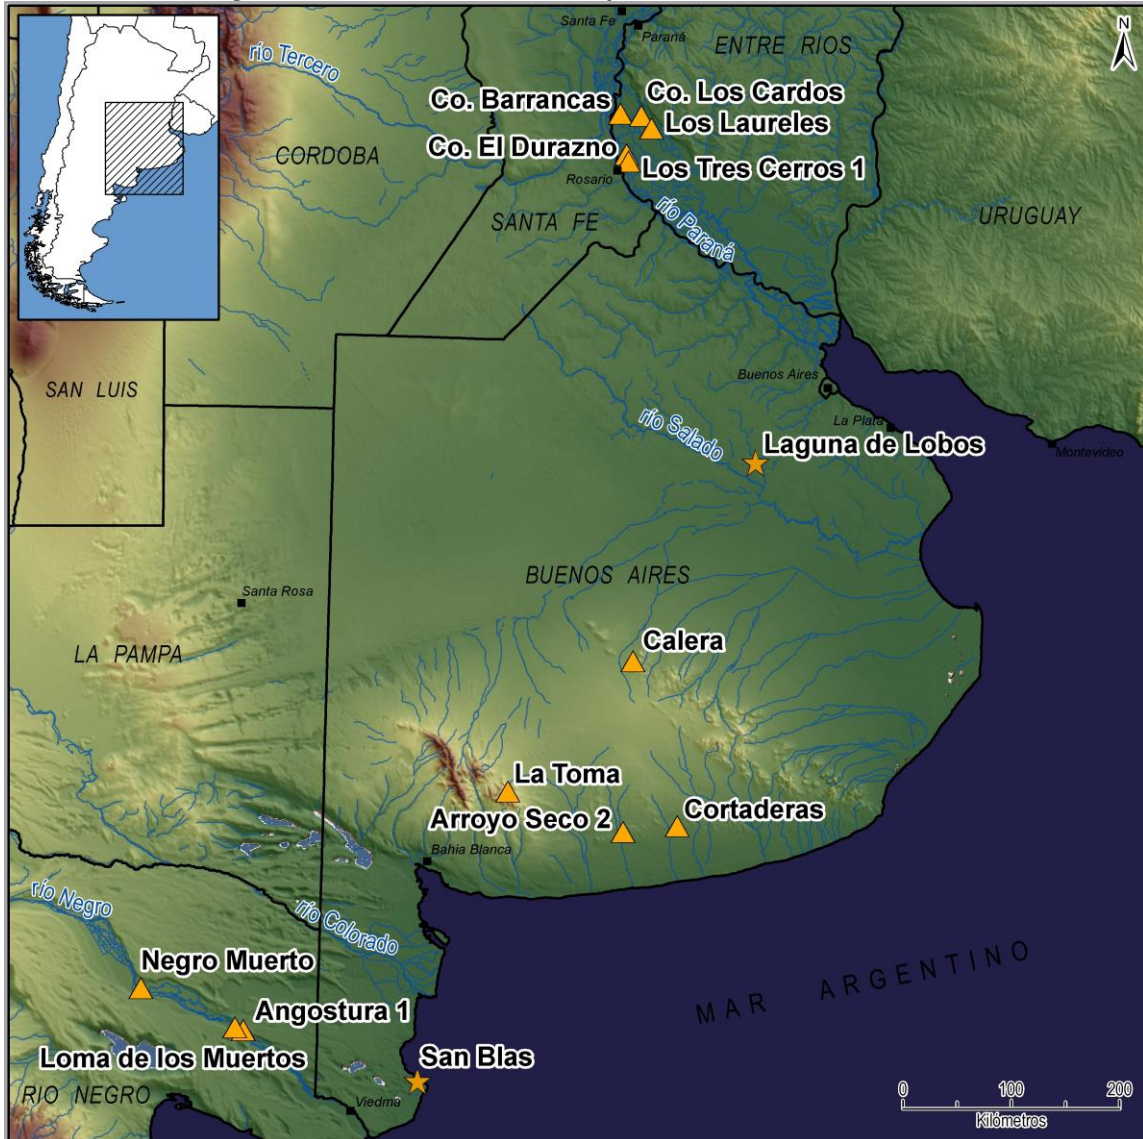 Santa Fe
Paraná
ENTRE RIOS
N
río Tercero
Co. Barrancas
Co. Los Cardos
Los Laureles
CORDOBA
Co. El Durazno
Rosario
Los Tres Cerros 1
SANTA FE
río Paraná
URUGUAY
SAN LUIS
Buenos Aires
La Plata
río Salado
Laguna de Lobos
Montevideo
BUENOS AIRES
Santa Rosa
LA PAMPA
Calera
La Toma
Arroyo Seco 2
Cortaderas
Bahia Blanca
río Negro
río Colorado
Negro Muerto
MAR ARGENTINO
Angostura 1
Loma de los Muertos
San Blas
RIO NEGRO
Viedma
0 100 200
Kilómetros